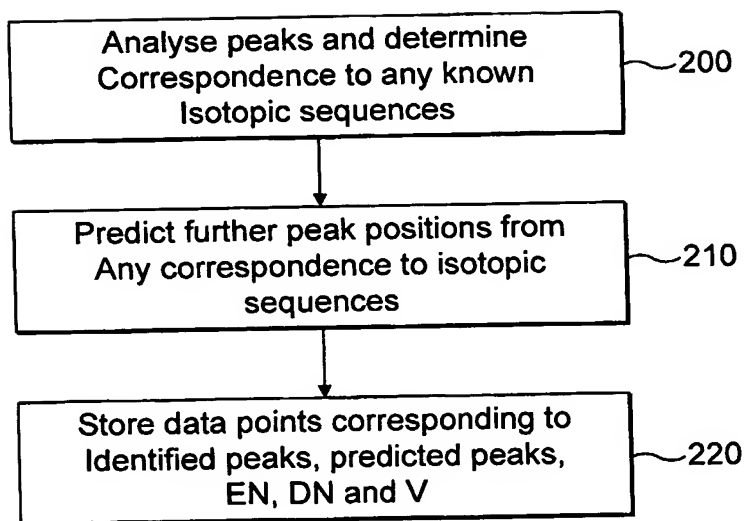 Analyse peaks and determine
Correspondence to any known
Isotopic sequences
200
Predict further peak positions from
Any correspondence to isotopic
sequences
210
Store data points corresponding to
Identified peaks, predicted peaks,
EN, DN and V
220